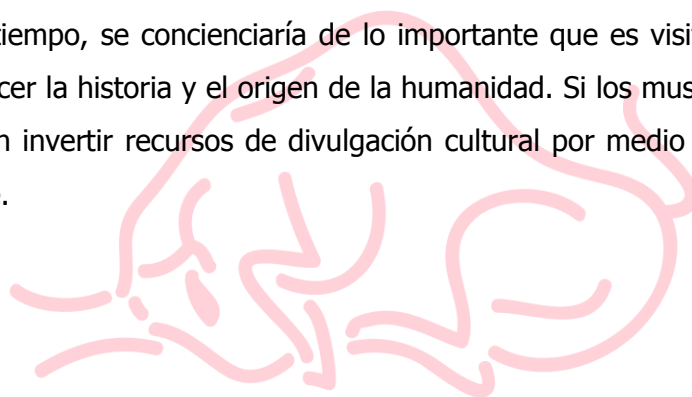 tiempo, se concienciaría de lo importante que es visit
cer la historia y el origen de la humanidad. Si los mus
n invertir recursos de divulgación cultural por medio
.